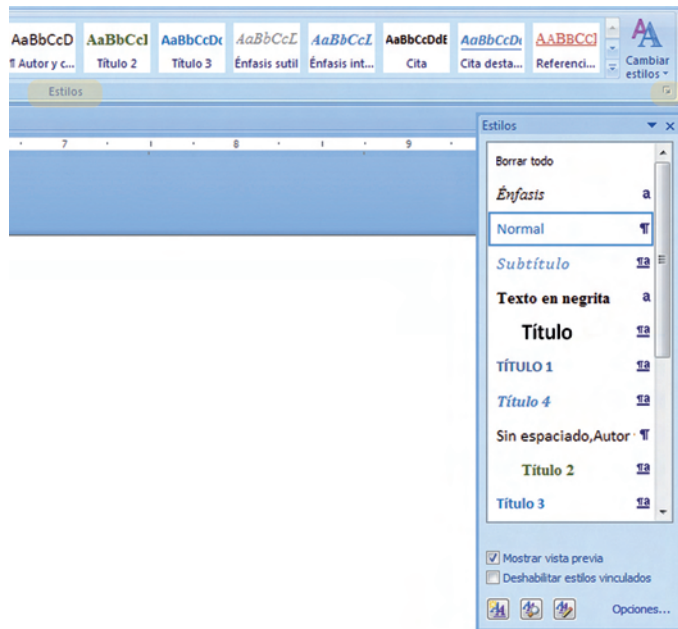 AaBbCcD AaBbCcI AaBbCcDc AaBbCcL AaBbCcL AaBbCcDdE AaBbCcDc AABBCCI
¶ Autor y c... Título 2 Título 3 Énfasis sutil Énfasis int... Cita Cita desta... Referenci... Cambiar estilos
Estilos
7 8 9
Estilos
Borrar todo
Énfasis a
Normal ¶
Subtítulo ¶a
Texto en negrita a
Título ¶a
TÍTULO 1 ¶a
Título 4 ¶a
Sin espaciado,Autor ¶
Título 2 ¶a
Título 3 ¶a
Mostrar vista previa
Deshabilitar estilos vinculados
Opciones...